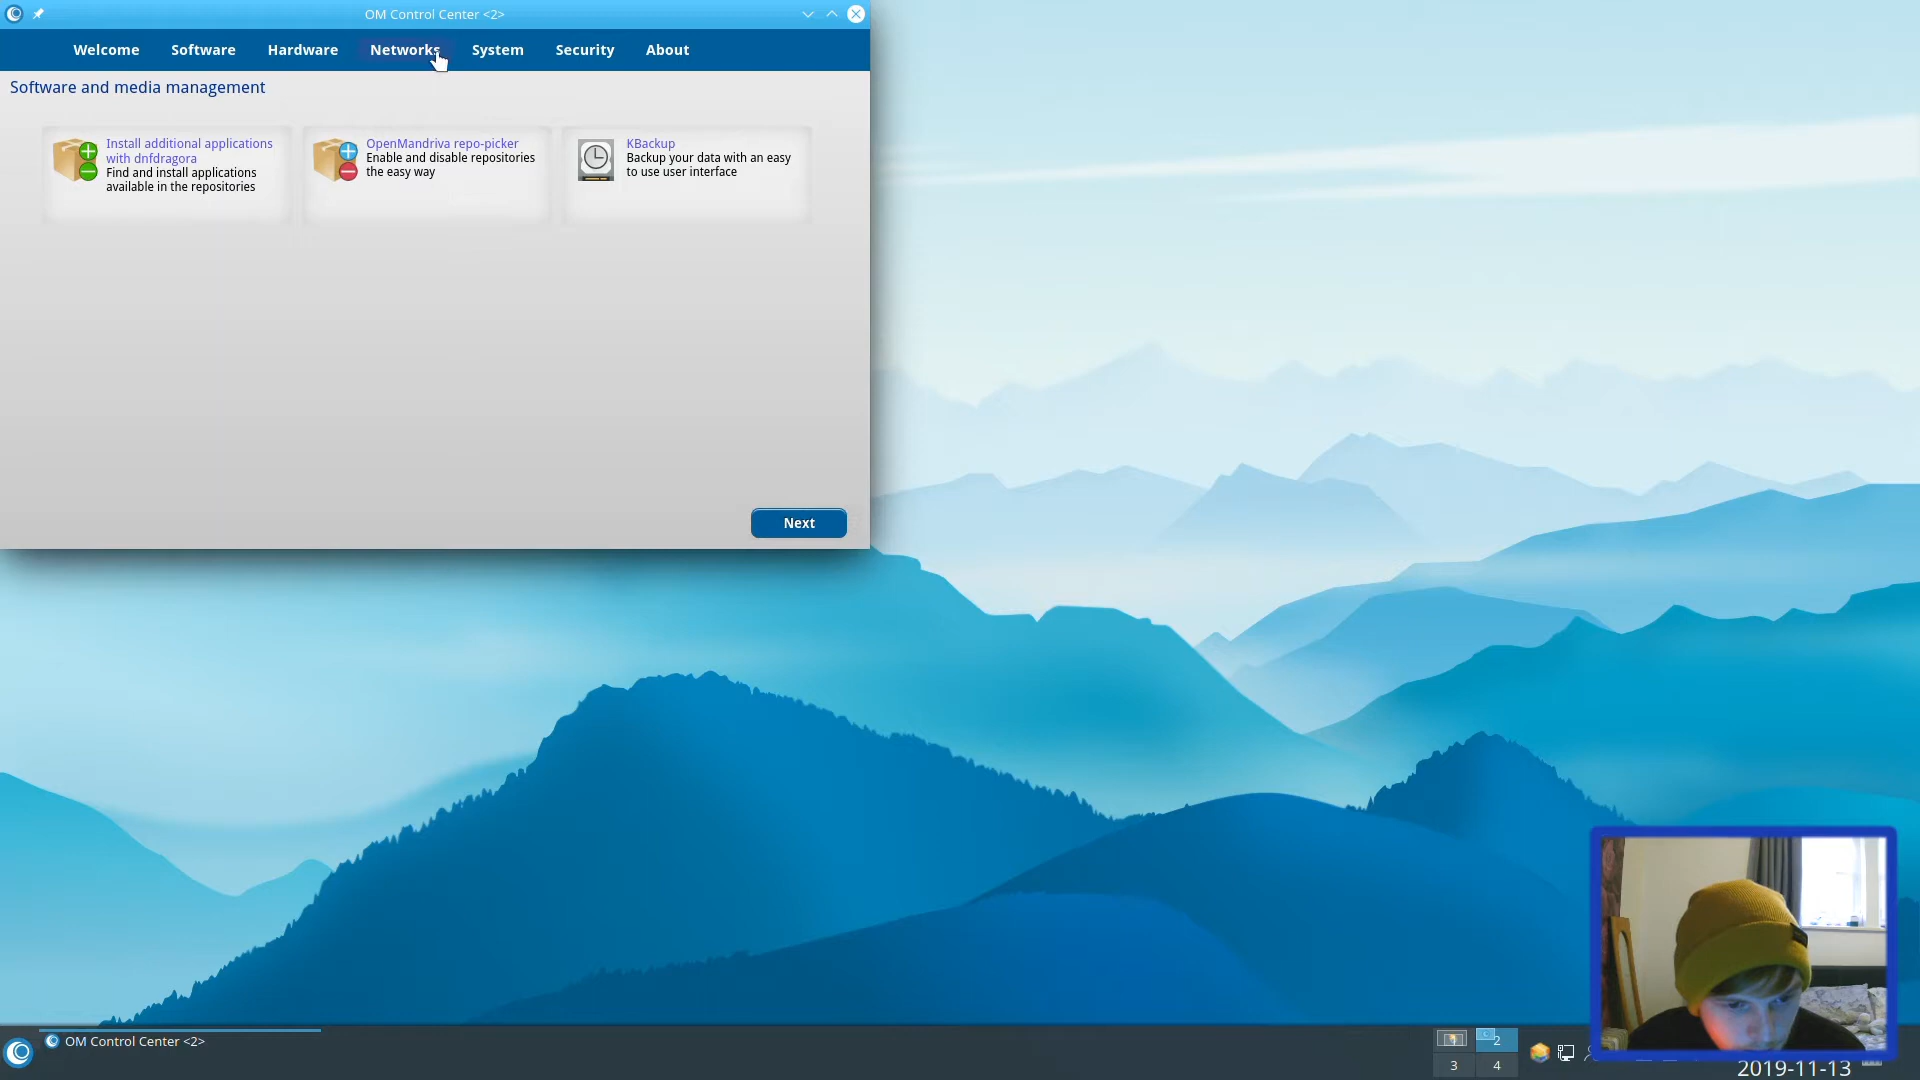 OM Control Center <2>
Welcome Software Hardware Networks System Security About
Software and media management
Install additional applications
with dnfdragora
Find and install applications
available in the repositories
OpenMandriva repo-picker
Enable and disable repositories
the easy way
KBackup
Backup your data with an easy
to use user interface
Next
OM Control Center <2>
2
3 4
2019-11-13